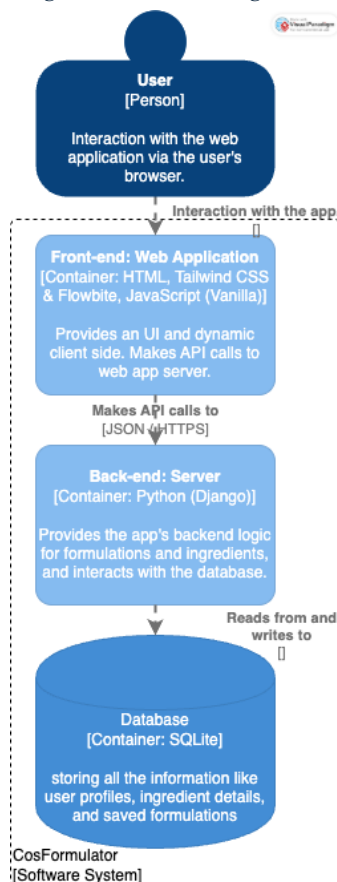 Visual Paradigm
User
[Person]
Interaction with the web
application via the user's
browser.
Interaction with the app.
[]
Front-end: Web Application
[Container: HTML, Tailwind CSS
& Flowbite, JavaScript (Vanilla)]
Provides an UI and dynamic
client side. Makes API calls to
web app server.
Makes API calls to
[JSON / HTTPS]
Back-end: Server
[Container: Python (Django)]
Provides the app's backend logic
for formulations and ingredients,
and interacts with the database.
Reads from and
writes to
[]
Database
[Container: SQLite]
storing all the information like
user profiles, ingredient details,
and saved formulations
CosFormulator
[Software System]